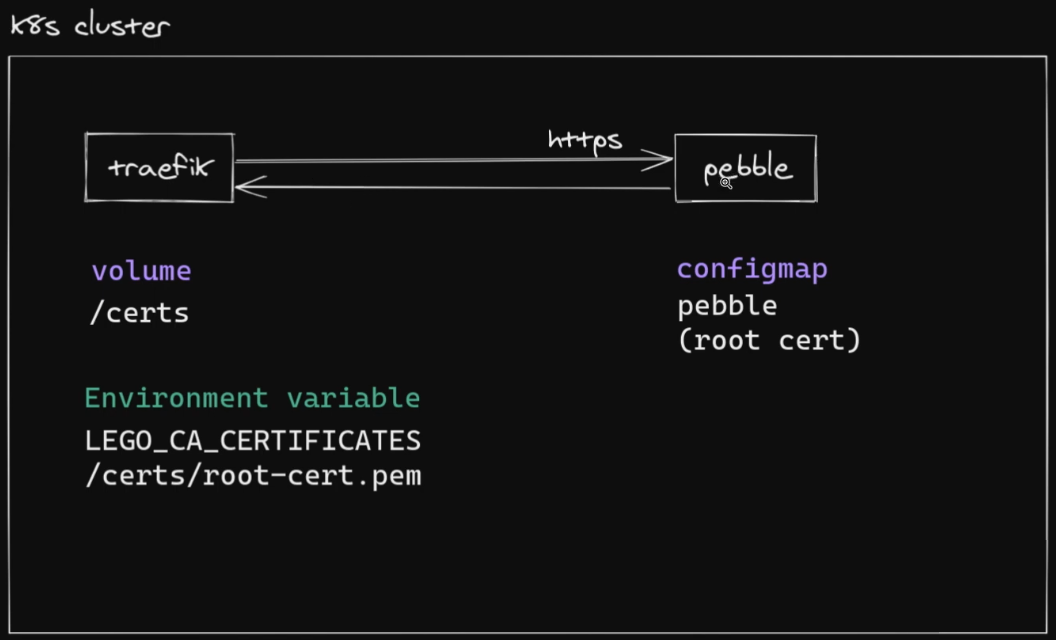 k8s cluster
https
traefik
pebble
volume
/certs
configmap
pebble
(root cert)
Environment variable
LEGO_CA_CERTIFICATES
/certs/root-cert.pem